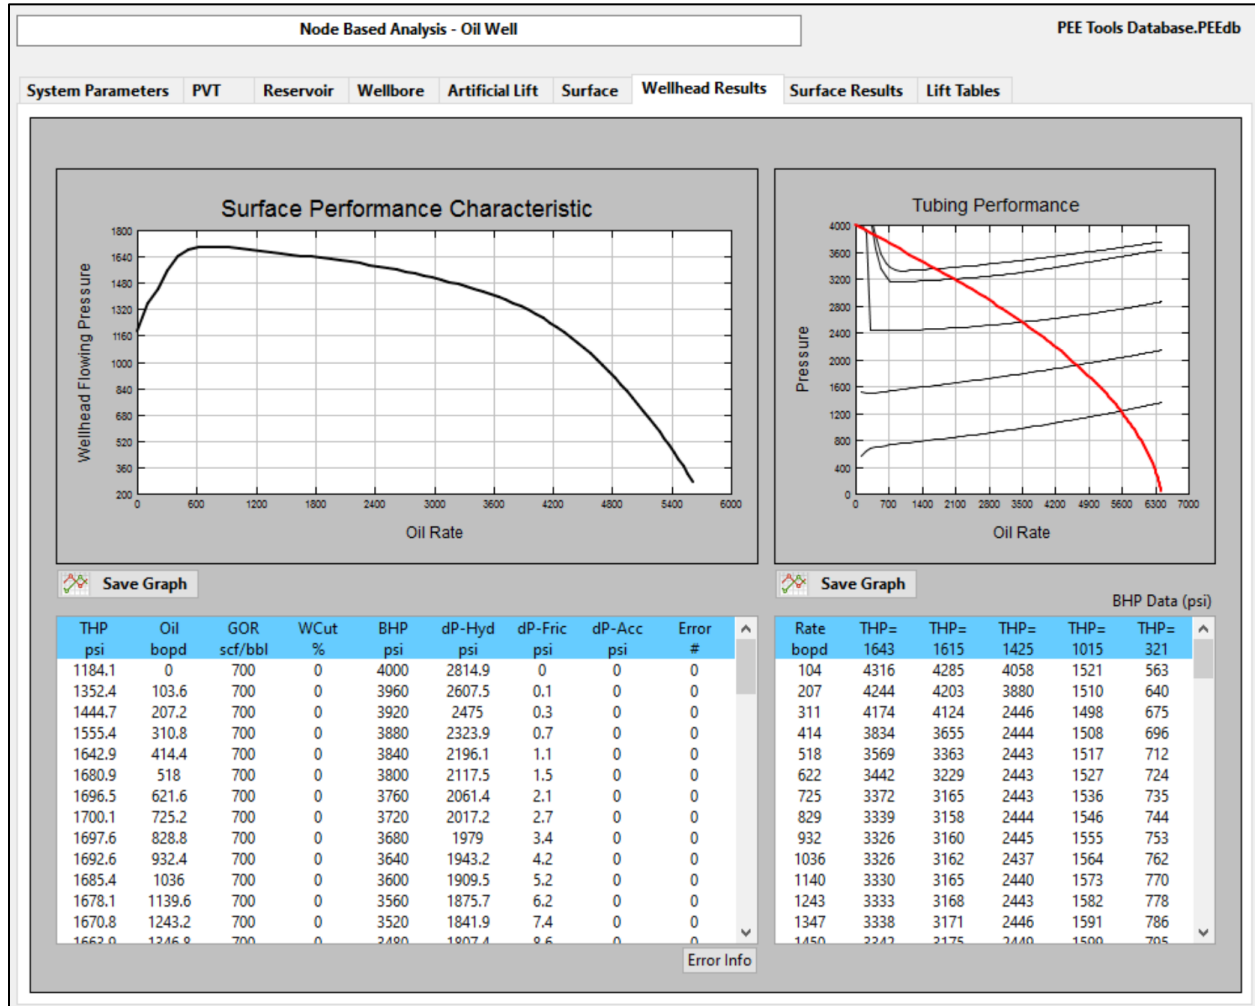 Node Based Analysis - Oil Well
PEE Tools Database.PEEdb
System Parameters PVT Reservoir Wellbore Artificial Lift Surface Wellhead Results Surface Results Lift Tables
Surface Performance Characteristic
Wellhead Flowing Pressure
1800
1640
1480
1320
1160
1000
840
680
520
360
200
0 600 1200 1800 2400 3000 3600 4200 4800 5400 6000
Oil Rate
Tubing Performance
Pressure
4000
3600
3200
2800
2400
2000
1600
1200
800
400
0
0 700 1400 2100 2800 3500 4200 4900 5600 6300 7000
Oil Rate
Save Graph
Save Graph
BHP Data (psi)
THP Oil GOR WCut BHP dP-Hyd dP-Fric dP-Acc Error
psi bopd scf/bbl % psi psi psi psi #
1184.1 0 700 0 4000 2814.9 0 0 0
1352.4 103.6 700 0 3960 2607.5 0.1 0 0
1444.7 207.2 700 0 3920 2475 0.3 0 0
1555.4 310.8 700 0 3880 2323.9 0.7 0 0
1642.9 414.4 700 0 3840 2196.1 1.1 0 0
1680.9 518 700 0 3800 2117.5 1.5 0 0
1696.5 621.6 700 0 3760 2061.4 2.1 0 0
1700.1 725.2 700 0 3720 2017.2 2.7 0 0
1697.6 828.8 700 0 3680 1979 3.4 0 0
1692.6 932.4 700 0 3640 1943.2 4.2 0 0
1685.4 1036 700 0 3600 1909.5 5.2 0 0
1678.1 1139.6 700 0 3560 1875.7 6.2 0 0
1670.8 1243.2 700 0 3520 1841.9 7.4 0 0
1663.9 1346.8 700 0 3480 1807.4 8.6 0 0
Error Info
Rate THP= THP= THP= THP= THP=
bopd 1643 1615 1425 1015 321
104 4316 4285 4058 1521 563
207 4244 4203 3880 1510 640
311 4174 4124 2446 1498 675
414 3834 3655 2444 1508 696
518 3569 3363 2443 1517 712
622 3442 3229 2443 1527 724
725 3372 3165 2443 1536 735
829 3339 3158 2444 1546 744
932 3326 3160 2445 1555 753
1036 3326 3162 2437 1564 762
1140 3330 3165 2440 1573 770
1243 3333 3168 2443 1582 778
1347 3338 3171 2446 1591 786
1450 3342 3175 2449 1599 795